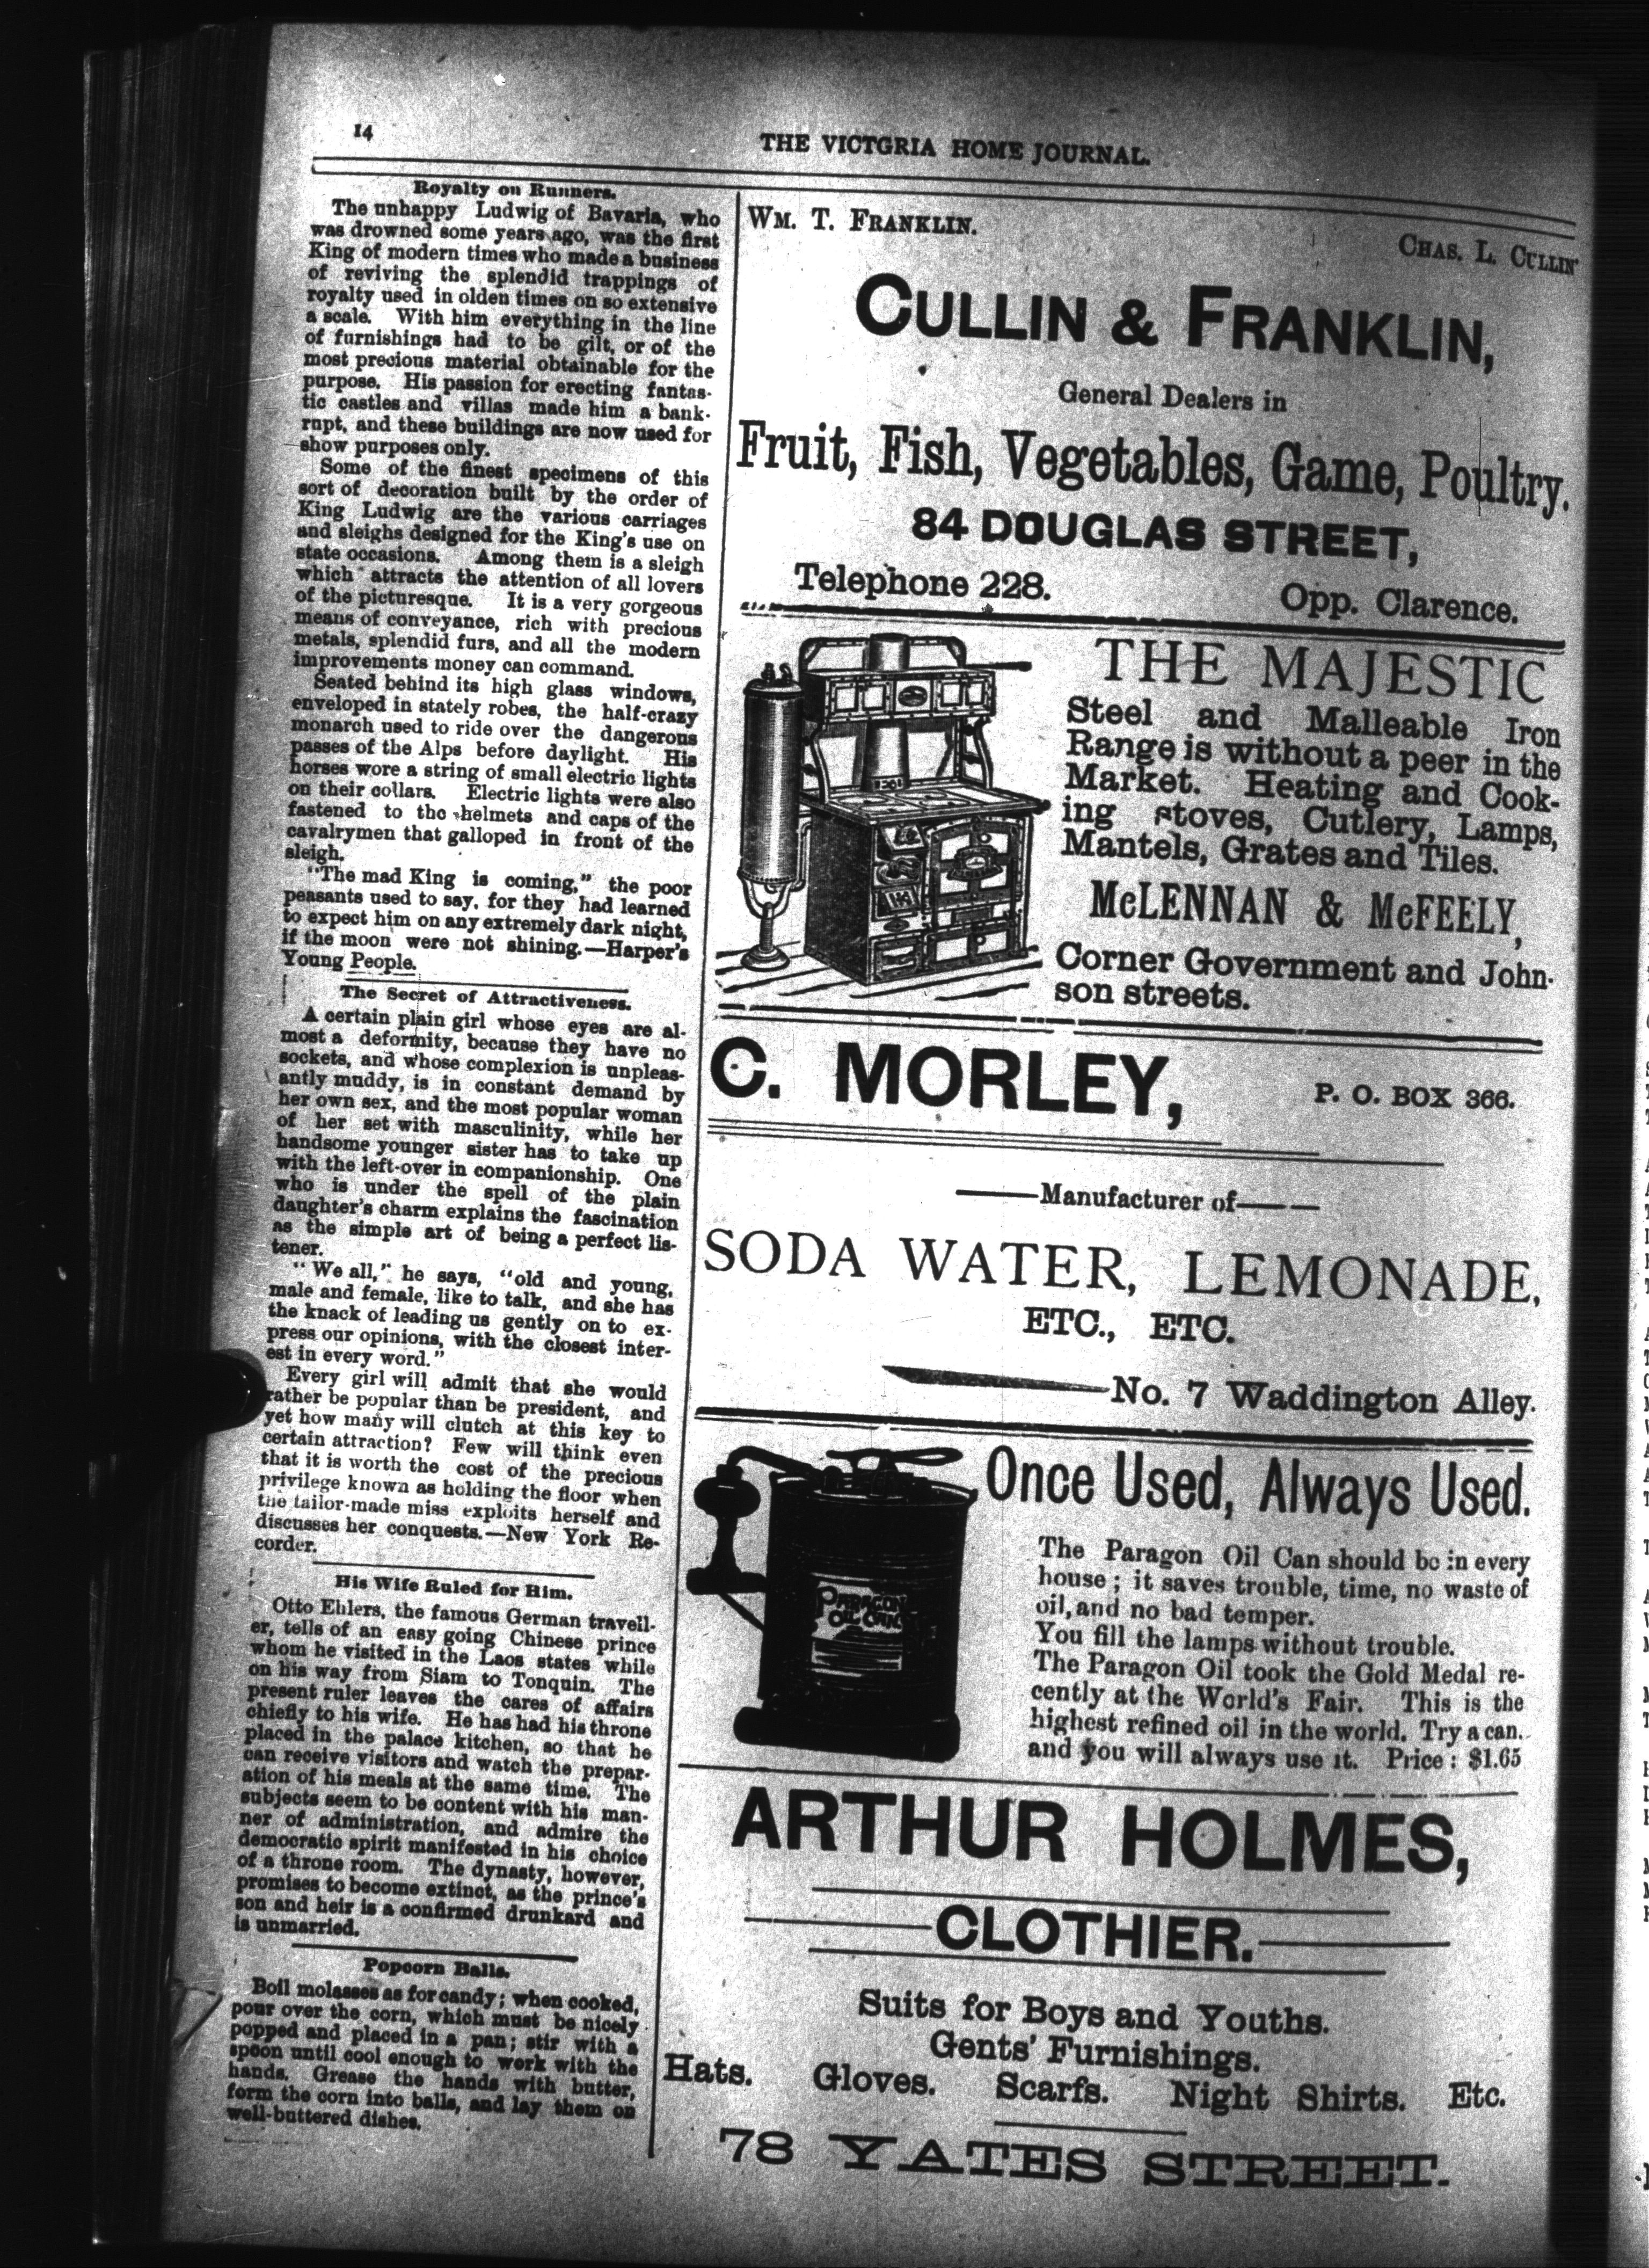 14
THE VICTGRIA HOME JOURNAL.
Royalty on Runners.
The unhappy Ludwig of Bavaria, who
was drowned some years ago, was the first
King of modern times who made a business
of reviving the splendid trappings of
royalty used in olden times on so extensive
a scale. With him everything in the line
of furnishings had to be gilt, or of the
most precious material obtainable for the
purpose. His passion for erecting fantas-
tic castles and villas made him a bank-
rupt, and these buildings are now used for
show purposes only.
Some of the finest specimens of this
sort of decoration built by the order of
King Ludwig are the various carriages
and sleighs designed for the King's use on
state occasions. Among them is a sleigh
which attracts the attention of all lovers
of the picturesque. It is a very gorgeous
means of conveyance, rich with precious
metals, splendid furs, and all the modern
improvements money can command.
Seated behind its high glass windows,
enveloped in stately robes, the half-crazy
monarch used to ride over the dangerous
passes of the Alps before daylight. His
horses wore a string of small electric lights
on their collars. Electric lights were also
fastened to the helmets and caps of the
cavalrymen that galloped in front of the
sleigh.
"The mad King is coming," the poor
peasants used to say, for they had learned
to expect him on any extremely dark night,
if the moon were not shining.—Harper's
Young People.
The Secret of Attractiveness.
A certain plain girl whose eyes are al-
most a deformity, because they have no
sockets, and whose complexion is unpleas-
antly muddy, is in constant demand by
her own sex, and the most popular woman
of her set with masculinity, while her
handsome younger sister has to take up
with the left-over in companionship. One
who is under the spell of the plain
daughter's charm explains the fascination
as the simple art of being a perfect lis-
tener.
"We all," he says, "old and young,
male and female, like to talk, and she has
the knack of leading us gently on to ex-
press our opinions, with the closest inter-
est in every word."
Every girl will admit that she would
rather be popular than be president, and
yet how many will clutch at this key to
certain attraction? Few will think even
that it is worth the cost of the precious
privilege known as holding the floor when
the tailor-made miss exploits herself and
discusses her conquests.—New York Re-
corder.
His Wife Ruled for Him.
Otto Ehlers, the famous German travell-
er, tells of an easy going Chinese prince
whom he visited in the Laos states while
on his way from Siam to Tonquin. The
present ruler leaves the cares of affairs
chiefly to his wife. He has had his throne
placed in the palace kitchen, so that he
can receive visitors and watch the prepar-
ation of his meals at the same time. The
subjects seem to be content with his man-
ner of administration, and admire the
democratic spirit manifested in his choice
of a throne room. The dynasty, however,
promises to become extinct, as the prince's
son and heir is a confirmed drunkard and
is unmarried.
Popcorn Balls.
Boil molasses as for candy; when cooked,
pour over the corn, which must be nicely
popped and placed in a pan; stir with a
spoon until cool enough to work with the
hands. Grease the hands with butter,
form the corn into balls, and lay them on
well-buttered dishes.
WM. T. FRANKLIN.
CHAS. L. CULLIN
CULLIN & FRANKLIN,
General Dealers in
Fruit, Fish, Vegetables, Game, Poultry.
84 DOUGLAS STREET,
Telephone 228. Opp. Clarence.
THE MAJESTIC
Steel and Malleable Iron
Range is without a peer in the
Market. Heating and Cook-
ing stoves, Cutlery, Lamps,
Mantels, Grates and Tiles.
McLENNAN & McFEELY,
Corner Government and John-
son streets.
C. MORLEY, P. O. BOX 366.
Manufacturer of
SODA WATER, LEMONADE,
ETC., ETC.
No. 7 Waddington Alley.
Once Used, Always Used.
PARAGON
OIL CAN
The Paragon Oil Can should be in every
house; it saves trouble, time, no waste of
oil, and no bad temper.
You fill the lamps without trouble.
The Paragon Oil took the Gold Medal re-
cently at the World's Fair. This is the
highest refined oil in the world. Try a can.
and you will always use it. Price: $1.65
ARTHUR HOLMES,
CLOTHIER.
Suits for Boys and Youths.
Gents' Furnishings.
Hats. Gloves. Scarfs. Night Shirts. Etc.
78 YATES STREET.